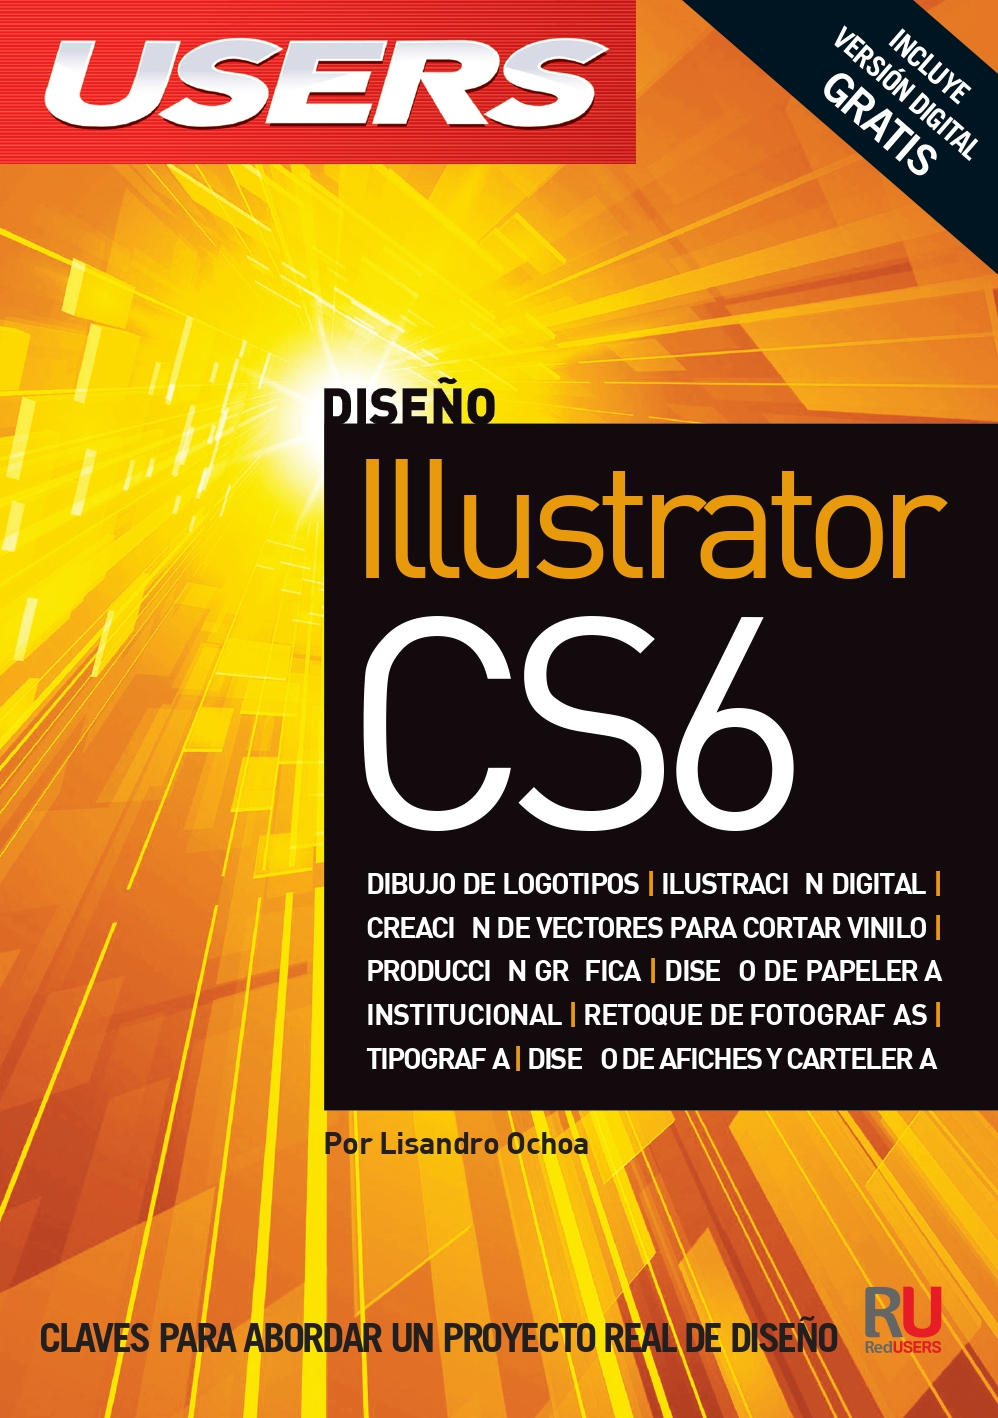 USERS
INCLUYE
VERSIÓN DIGITAL
GRATIS
DISEÑO
Illustrator
CS6
DIBUJO DE LOGOTIPOS | ILUSTRACI N DIGITAL |
CREACI N DE VECTORES PARA CORTAR VINILO |
PRODUCCI N GR FICA | DISE O DE PAPELER A
INSTITUCIONAL | RETOQUE DE FOTOGRAF AS |
TIPOGRAF A | DISE O DE AFICHES Y CARTELER A
Por Lisandro Ochoa
CLAVES PARA ABORDAR UN PROYECTO REAL DE DISEÑO
RU
RedUSERS